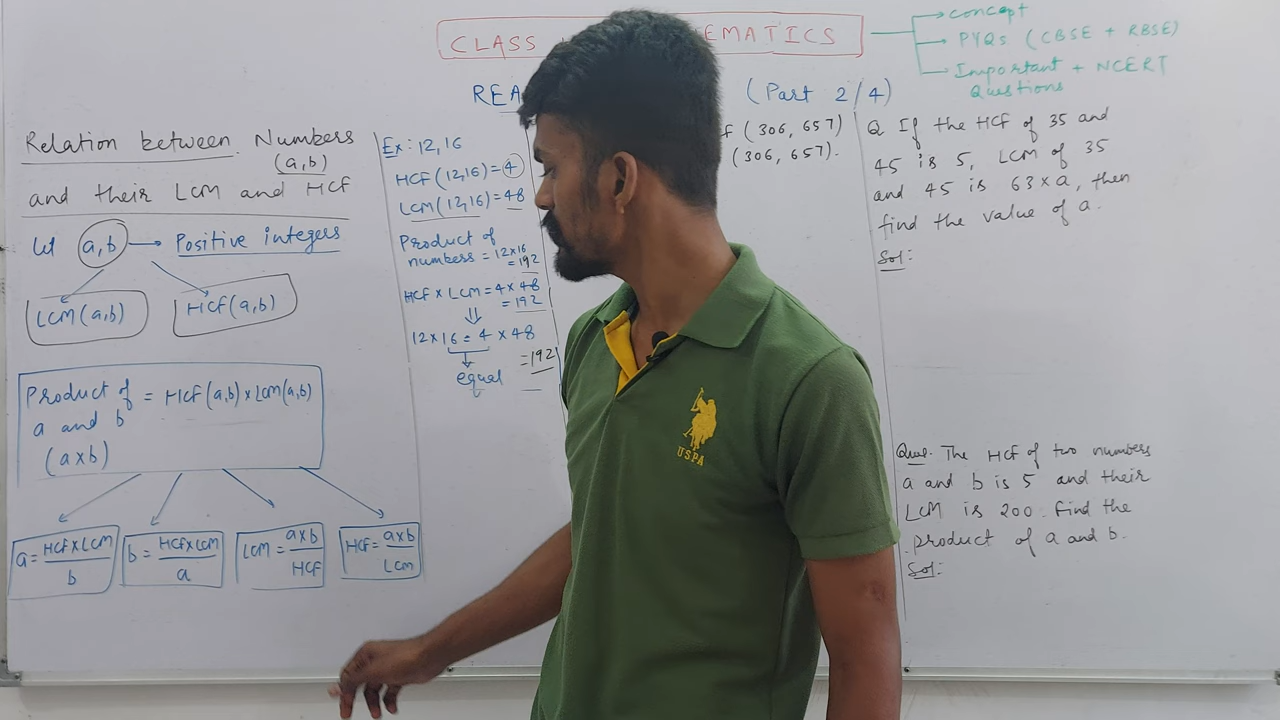 CLASS
EMATICS
concept
PYQs (CBSE + RBSE)
Important + NCERT
Questions
REA
(Part 2/4)
Relation between Numbers
(a,b)
and their LCM and HCF
let a,b → Positive integers
LCM(a,b)
HCF(a,b)
Product of = HCF(a,b)×LCM(a,b)
a and b
(a×b)
a = HCF×LCM
b
b = HCF×LCM
a
LCM = a×b
HCF
HCF = a×b
LCM
Ex: 12,16
HCF(12,16)=4
LCM(12,16)=48
Product of
numbers = 12×16
=192
HCF × LCM = 4×48
=192
⇓
12×16 = 4 × 48
=192
equal
F (306, 657)
(306, 657).
Q If the HCF of 35 and
45 is 5, LCM of 35
and 45 is 63×a, then
find the value of a.
Sol:
Ques. The HCF of two numbers
a and b is 5 and their
LCM is 200. Find the
product of a and b.
Sol:
USPA